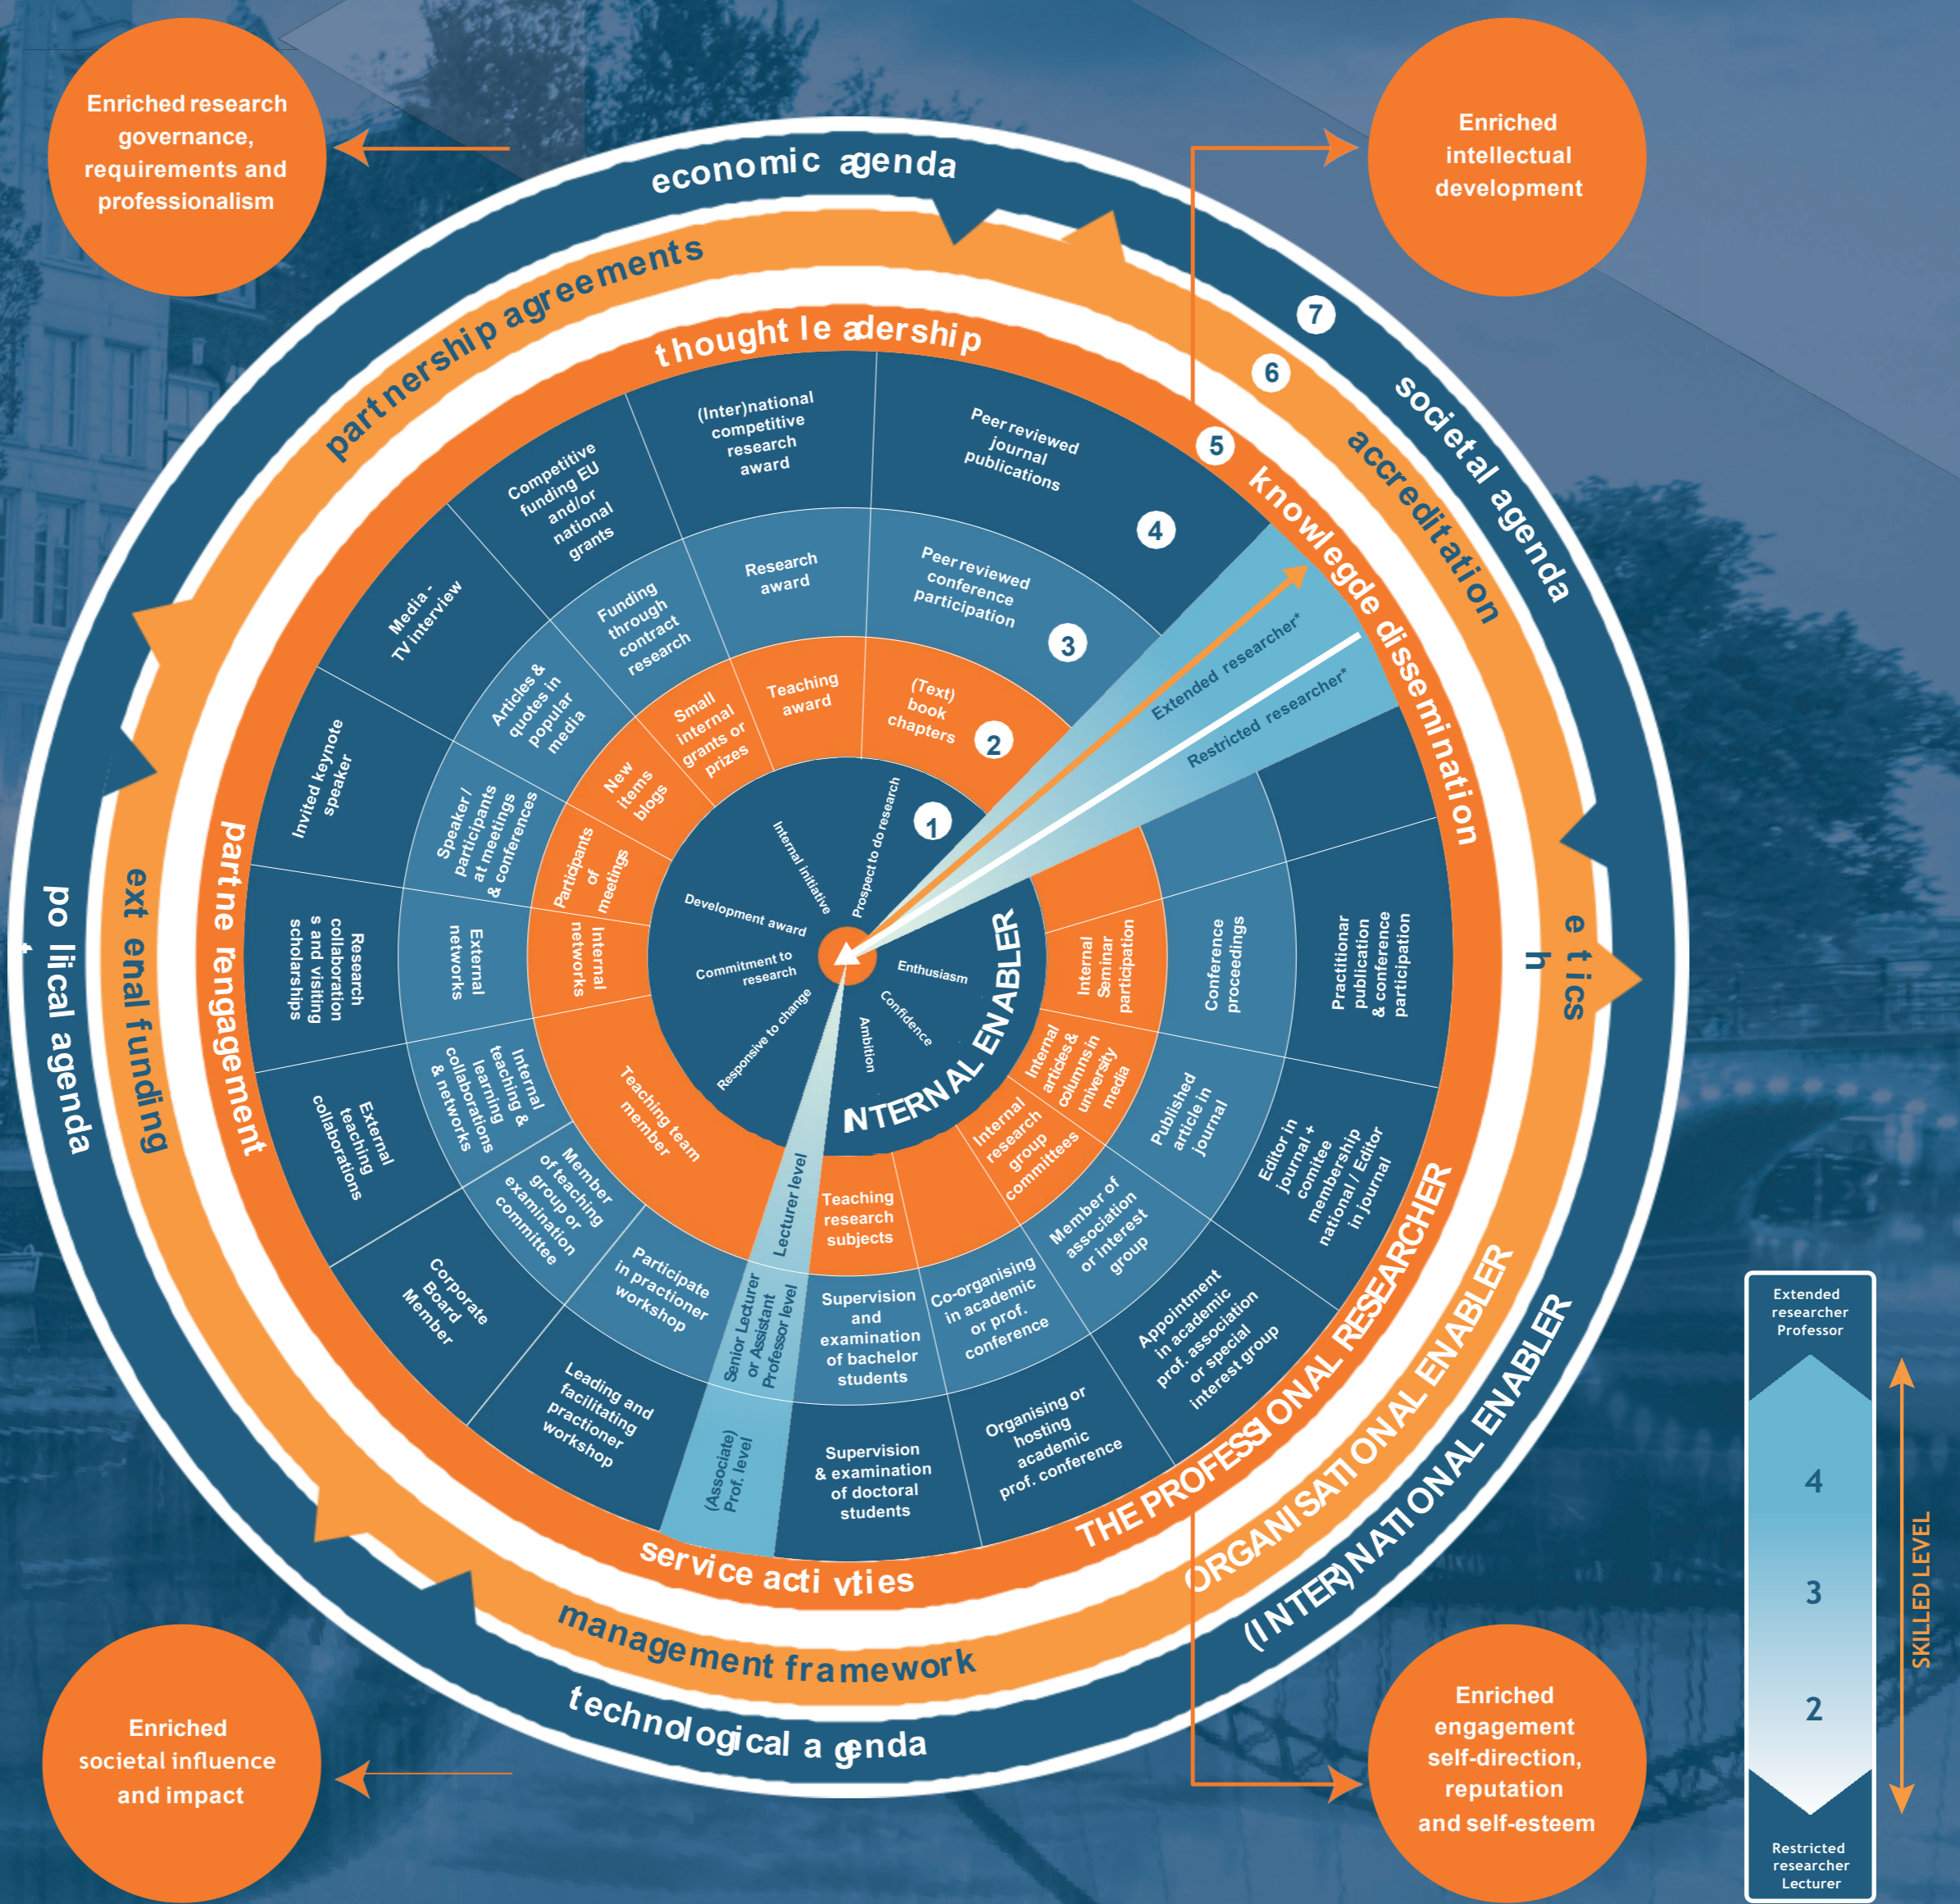 Enriched research
governance,
requirements and
professionalism
Enriched
intellectual
development
economic agenda
societal agenda
7
partnership agreements
accreditation
6
thought leadership
knowlegde dissemination
5
(Inter)national
competitive
research
award
Peer reviewed
journal
publications
4
Competitive
funding EU
and/or
national
grants
Media -
TV interview
Invited keynote
speaker
Research
collaboration
s and visiting
scholarships
External
teaching
collaborations
Corporate
Board
Member
Leading and
facilitating
practioner
workshop
Research
award
Peer reviewed
conference
participation
3
Funding
through
contract
research
Articles &
quotes in
popular
media
Speaker /
participants
at meetings
& conferences
External
networks
Internal
teaching &
learning
collaborations
& networks
Member
of teaching
group or
examination
committee
Participate
in practioner
workshop
Teaching
award
(Text)
book
chapters
2
Small
internal
grants or
prizes
New
items
blogs
Participants
of
meetings
Internal
networks
Teaching team
member
1
Prospect to do research
Internal initiative
Development award
Commitment to
research
Responsive to change
Ambition
Confidence
Enthusiasm
INTERNAL ENABLER
Extended researcher*
Restricted researcher*
Internal
Seminar
participation
Conference
proceedings
Practitionar
publication
& conference
participation
Internal
articles &
columns in
university
media
Published
article in
journal
Editor in
journal +
comitee
membership
national / Editor
in journal
Internal
research
group
committees
Member of
association
or interest
group
Appointment
in academic
prof. association
or special
interest group
Co-organising
in academic
or prof.
conference
Organising or
hosting
academic
prof. conference
Teaching
research
subjects
Supervision
and
examination
of bachelor
students
Supervision
& examination
of doctoral
students
Lecturer level
Senior Lecturer
or Assistant
Professor level
(Associate)
Prof. level
partne rengagement
ext enal funding
po liical agenda
ethics
service activties
management framework
technological agenda
THE PROFESSIONAL RESEARCHER
ORGANISATIONAL ENABLER
(INTER)NATIONAL ENABLER
Enriched
societal influence
and impact
Enriched
engagement
self-direction,
reputation
and self-esteem
Extended
researcher
Professor
4
3
2
Restricted
researcher
Lecturer
SKILLED LEVEL